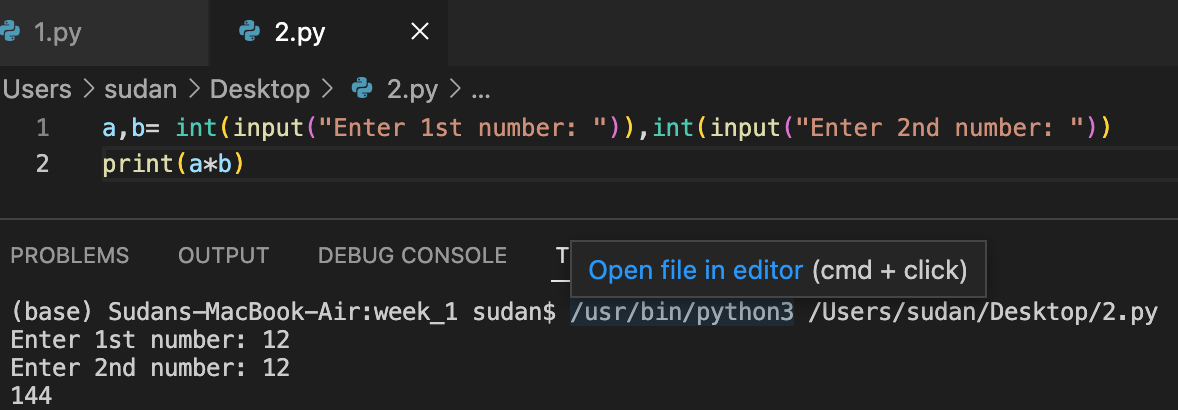 1.py
2.py
Users > sudan > Desktop > 2.py > ...
1 a,b= int(input("Enter 1st number: ")),int(input("Enter 2nd number: "))
2 print(a*b)
PROBLEMS OUTPUT DEBUG CONSOLE T
Open file in editor (cmd + click)
(base) Sudans-MacBook-Air:week_1 sudan$ /usr/bin/python3 /Users/sudan/Desktop/2.py
Enter 1st number: 12
Enter 2nd number: 12
144